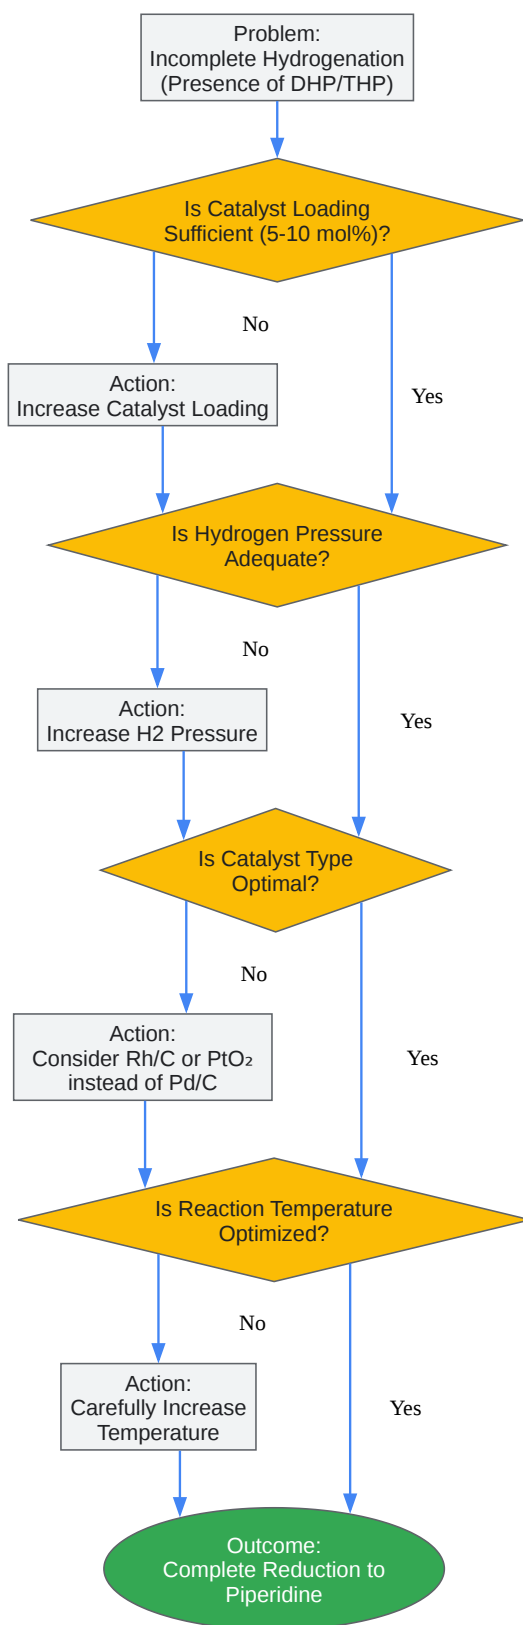 Problem:
Incomplete Hydrogenation
(Presence of DHP/THP)
Is Catalyst Loading
Sufficient (5-10 mol%)?
No
Yes
Action:
Increase Catalyst Loading
Is Hydrogen Pressure
Adequate?
No
Yes
Action:
Increase H2 Pressure
Is Catalyst Type
Optimal?
No
Yes
Action:
Consider Rh/C or PtO₂
instead of Pd/C
Is Reaction Temperature
Optimized?
No
Yes
Action:
Carefully Increase
Temperature
Outcome:
Complete Reduction to
Piperidine